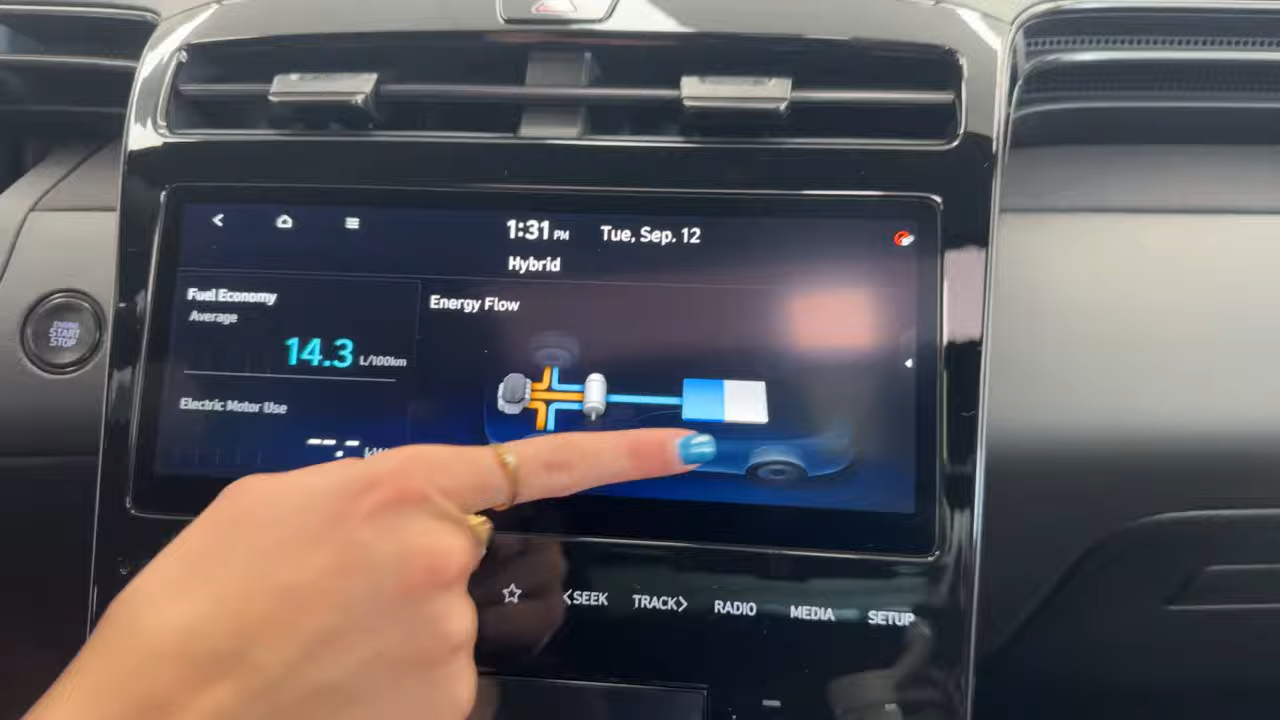 1:31 PM Tue, Sep. 12
Hybrid
Fuel Economy
Average
14.3 L/100km
Electric Motor Use
Energy Flow
ENGINE
START
STOP
<SEEK TRACK> RADIO MEDIA SETUP